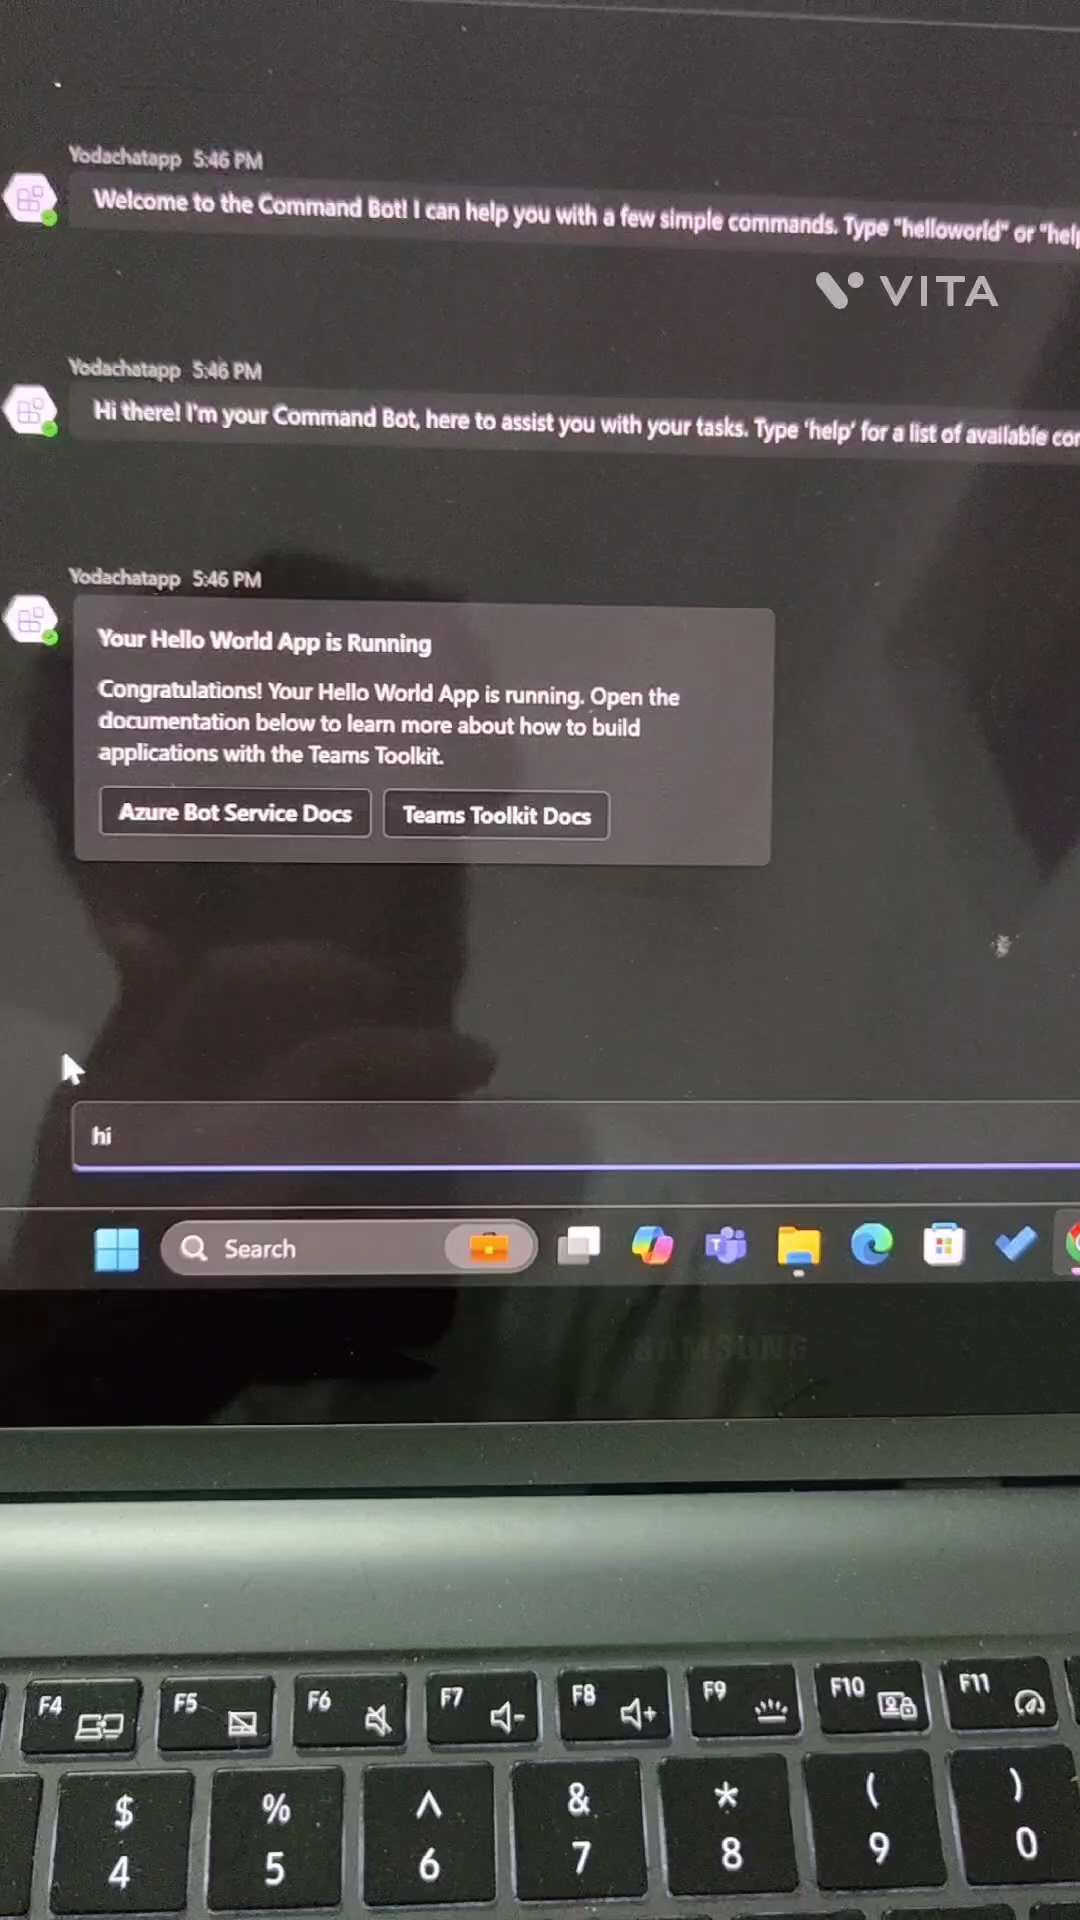 Yodachatapp 5:46 PM
Welcome to the Command Bot! I can help you with a few simple commands. Type "helloworld" or "help
VITA
Yodachatapp 5:46 PM
Hi there! I'm your Command Bot, here to assist you with your tasks. Type 'help' for a list of available
Yodachatapp 5:46 PM
Your Hello World App is Running
Congratulations! Your Hello World App is running. Open the
documentation below to learn more about how to build
applications with the Teams Toolkit.
Azure Bot Service Docs
Teams Toolkit Docs
hi
Search
SAMSUNG
F4 F5 F6 F7 F8 F9 F10 F11
$ % ^ & * ( )
4 5 6 7 8 9 0